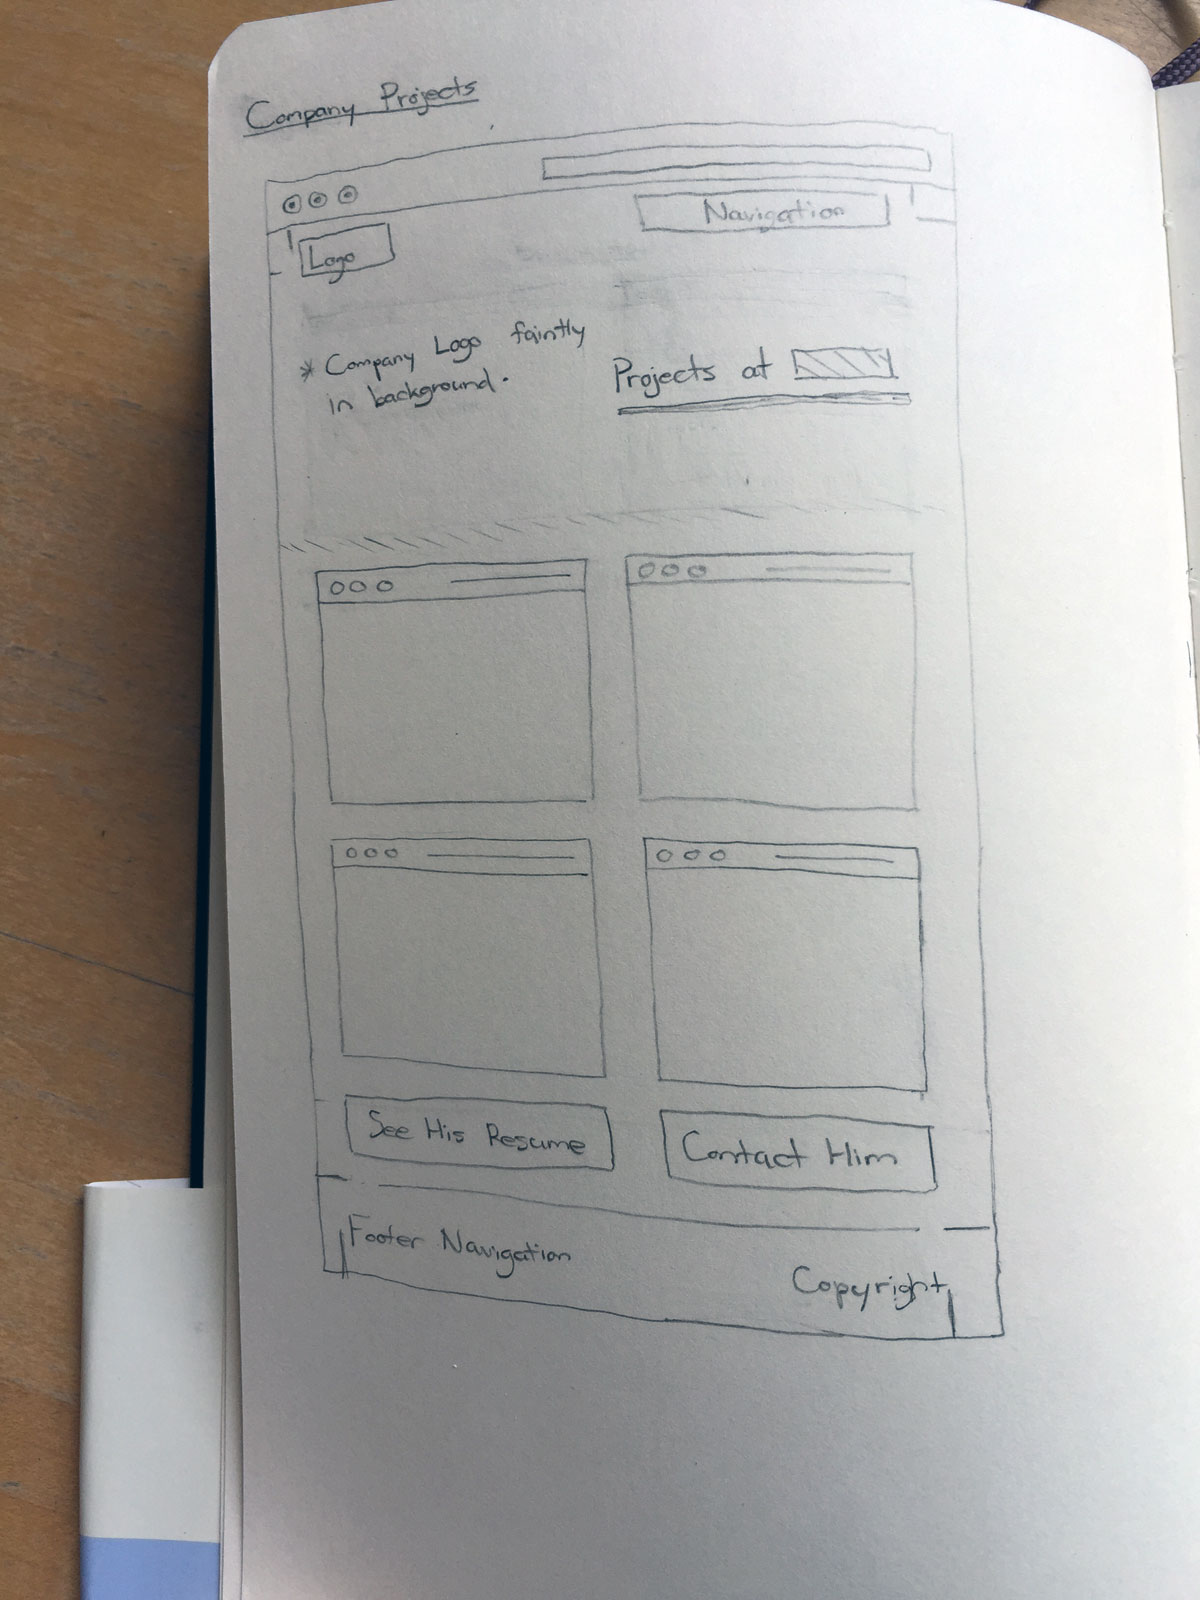 Company Projects
Navigation
Logo
* Company Logo faintly
in background.
Projects at
See His Resume
Contact Him
Footer Navigation
Copyright